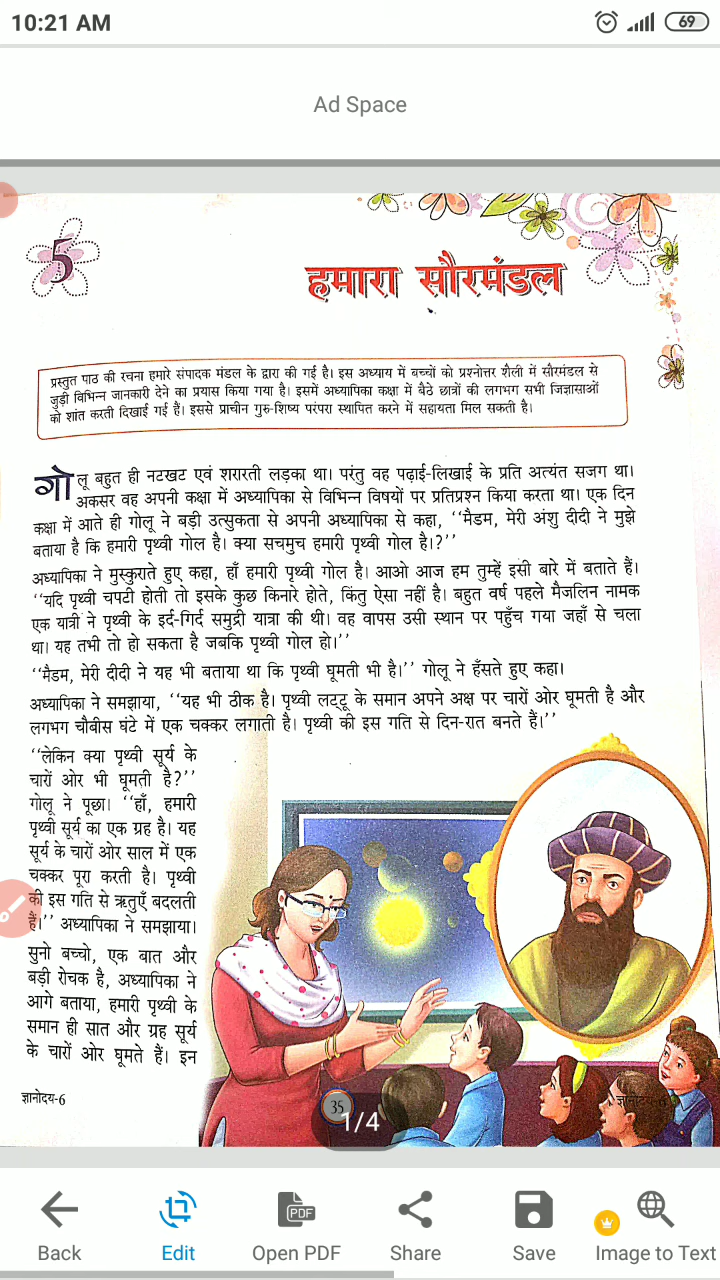 10:21 AM
69
Ad Space
5
हमारा सौरमंडल
प्रस्तुत पाठ की रचना हमारे संपादक मंडल के द्वारा की गई है। इस अध्याय में बच्चों को प्रश्नोत्तर शैली में सौरमंडल से
जुड़ी विभिन्न जानकारी देने का प्रयास किया गया है। इसमें अध्यापिका कक्षा में बैठे छात्रों की लगभग सभी जिज्ञासाओं
को शांत करती दिखाई गई हैं। इससे प्राचीन गुरु-शिष्य परंपरा स्थापित करने में सहायता मिल सकती है।
गोलू बहुत ही नटखट एवं शरारती लड़का था। परंतु वह पढ़ाई-लिखाई के प्रति अत्यंत सजग था।
अकसर वह अपनी कक्षा में अध्यापिका से विभिन्न विषयों पर प्रतिप्रश्न किया करता था। एक दिन
कक्षा में आते ही गोलू ने बड़ी उत्सुकता से अपनी अध्यापिका से कहा, ‘‘मैडम, मेरी अंशु दीदी ने मुझे
बताया है कि हमारी पृथ्वी गोल है। क्या सचमुच हमारी पृथ्वी गोल है।?’’
अध्यापिका ने मुस्कुराते हुए कहा, हाँ हमारी पृथ्वी गोल है। आओ आज हम तुम्हें इसी बारे में बताते हैं।
‘‘यदि पृथ्वी चपटी होती तो इसके कुछ किनारे होते, किंतु ऐसा नहीं है। बहुत वर्ष पहले मैजलिन नामक
एक यात्री ने पृथ्वी के इर्द-गिर्द समुद्री यात्रा की थी। वह वापस उसी स्थान पर पहुँच गया जहाँ से चला
था। यह तभी तो हो सकता है जबकि पृथ्वी गोल हो।’’
‘‘मैडम, मेरी दीदी ने यह भी बताया था कि पृथ्वी घूमती भी है।’’ गोलू ने हँसते हुए कहा।
अध्यापिका ने समझाया, ‘‘यह भी ठीक है। पृथ्वी लट्टू के समान अपने अक्ष पर चारों ओर घूमती है और
लगभग चौबीस घंटे में एक चक्कर लगाती है। पृथ्वी की इस गति से दिन-रात बनते हैं।’’
‘‘लेकिन क्या पृथ्वी सूर्य के
चारों ओर भी घूमती है?’’
गोलू ने पूछा। ‘‘हाँ, हमारी
पृथ्वी सूर्य का एक ग्रह है। यह
सूर्य के चारों ओर साल में एक
चक्कर पूरा करती है। पृथ्वी
की इस गति से ऋतुएँ बदलती
हैं।’’ अध्यापिका ने समझाया।
सुनो बच्चो, एक बात और
बड़ी रोचक है, अध्यापिका ने
आगे बताया, हमारी पृथ्वी के
समान ही सात और ग्रह सूर्य
के चारों ओर घूमते हैं। इन
ज्ञानोदय-6
35
ज्ञानोदय-6
1/4
Back
Edit
PDF
Open PDF
Share
Save
Image to Text